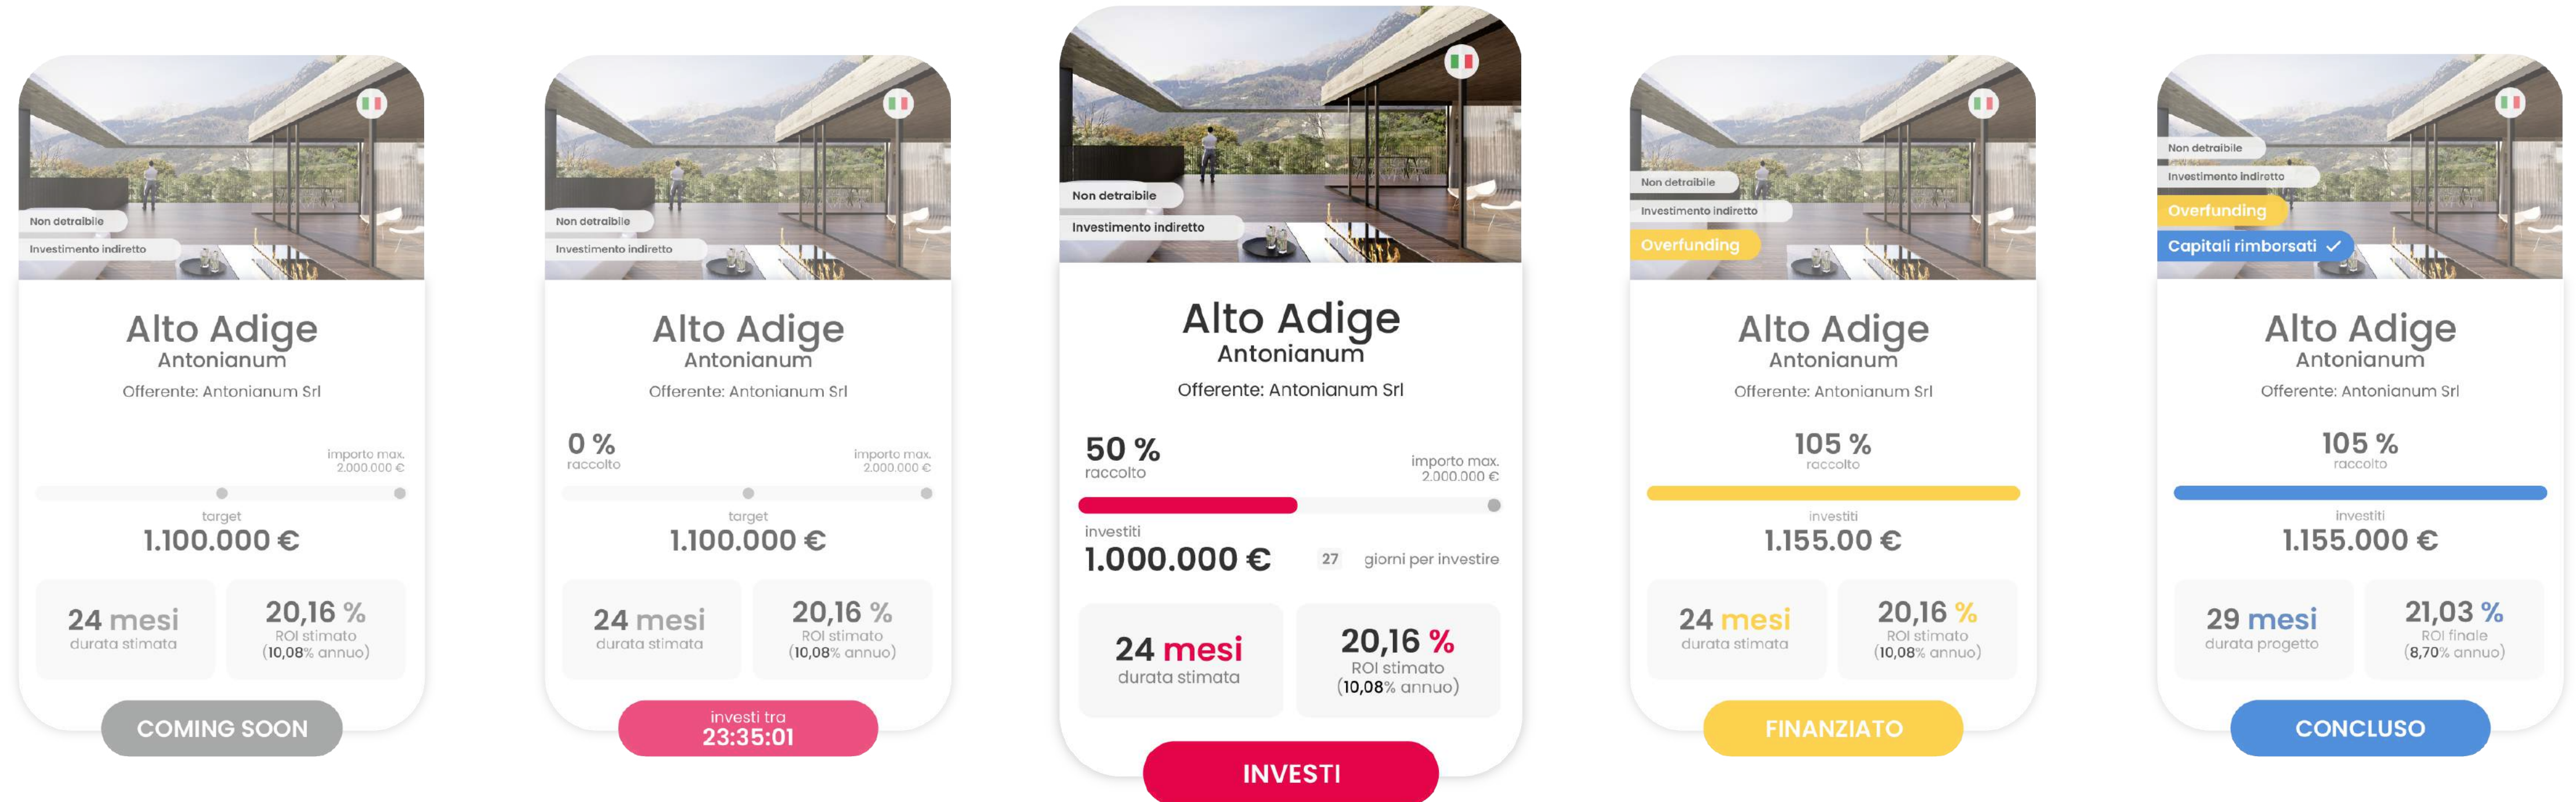 Non detraibile
Investimento indiretto
Alto Adige
Antonianum
Offerente: Antonianum Srl
importo max.
2.000.000 €
target
1.100.000 €
24 mesi
durata stimata
20,16 %
ROI stimato
(10,08% annuo)
COMING SOON
Non detraibile
Investimento indiretto
Alto Adige
Antonianum
Offerente: Antonianum Srl
0 %
raccolto
importo max.
2.000.000 €
target
1.100.000 €
24 mesi
durata stimata
20,16 %
ROI stimato
(10,08% annuo)
investi tra
23:35:01
Non detraibile
Investimento indiretto
Alto Adige
Antonianum
Offerente: Antonianum Srl
50 %
raccolto
importo max.
2.000.000 €
investiti
1.000.000 €
27 giorni per investire
24 mesi
durata stimata
20,16 %
ROI stimato
(10,08% annuo)
INVESTI
Non detraibile
Investimento indiretto
Overfunding
Alto Adige
Antonianum
Offerente: Antonianum Srl
105 %
raccolto
investiti
1.155.00 €
24 mesi
durata stimata
20,16 %
ROI stimato
(10,08% annuo)
FINANZIATO
Non detraibile
Investimento indiretto
Overfunding
Capitali rimborsati ✓
Alto Adige
Antonianum
Offerente: Antonianum Srl
105 %
raccolto
investiti
1.155.000 €
29 mesi
durata progetto
21,03 %
ROI finale
(8,70% annuo)
CONCLUSO